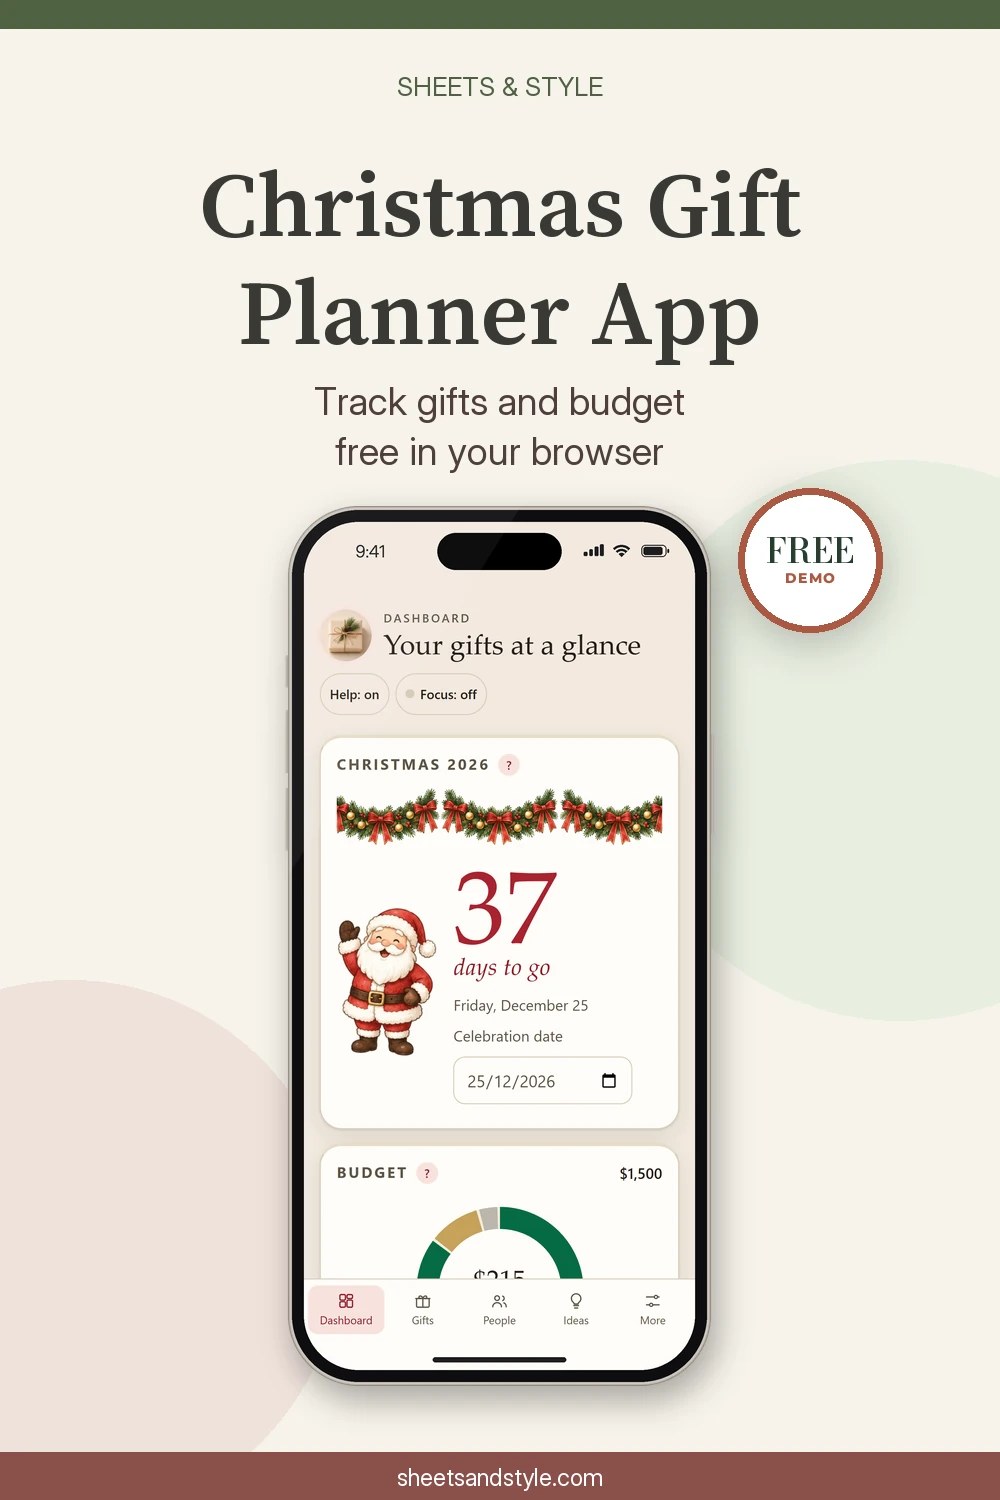 SHEETS & STYLE
Christmas Gift
Planner App
Track gifts and budget
free in your browser
FREE
DEMO
9:41
DASHBOARD
Your gifts at a glance
Help: on
Focus: off
CHRISTMAS 2026 ?
37
days to go
Friday, December 25
Celebration date
25/12/2026
BUDGET ?
$1,500
$215
Dashboard
Gifts
People
Ideas
More
sheetsandstyle.com